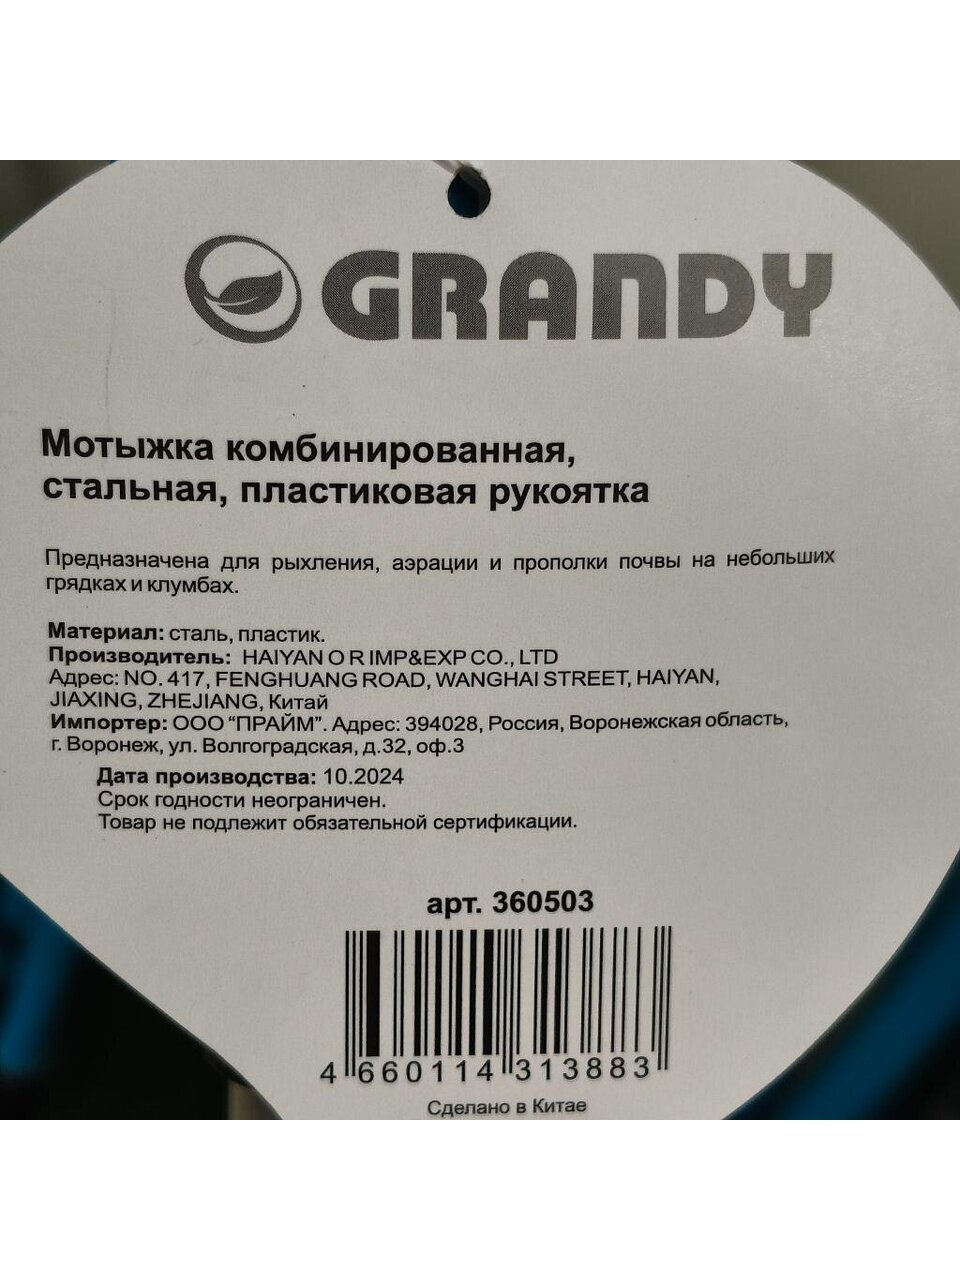 GRANDY
Мотыжка комбинированная,
стальная, пластиковая рукоятка
Предназначена для рыхления, аэрации и прополки почвы на небольших
грядках и клумбах.
Материал: сталь, пластик.
Производитель: HAIYAN O R IMP&EXP CO., LTD
Адрес: NO. 417, FENGHUANG ROAD, WANGHAI STREET, HAIYAN,
JIAXING, ZHEJIANG, Китай
Импортер: ООО “ПРАЙМ”. Адрес: 394028, Россия, Воронежская область,
г. Воронеж, ул. Волгоградская, д.32, оф.3
Дата производства: 10.2024
Срок годности неограничен.
Товар не подлежит обязательной сертификации.
арт. 360503
4 660114 313883
Сделано в Китае